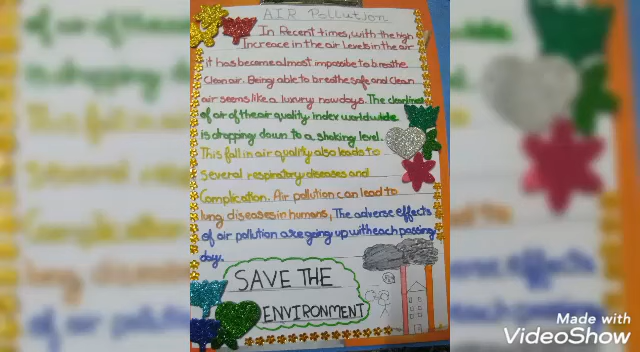 AIR Pollution
In Recent times, with the high
Increase in the air levels in the air
it has became almost impossible to breathe
clean air. Being able to breathe safe and clean
air seems like a luxury nowdays. The cleanliness
of air of the air quality index worldwide
is dropping down to a shoking level.
This fall in air quality also leads to
Several respiratory diseases and
Complication. Air pollution can lead to
lung diseases in humans, The adverse effects
of air pollution are going up with each passing
day.
SAVE THE
ENVIRONMENT
Made with
VideoShow